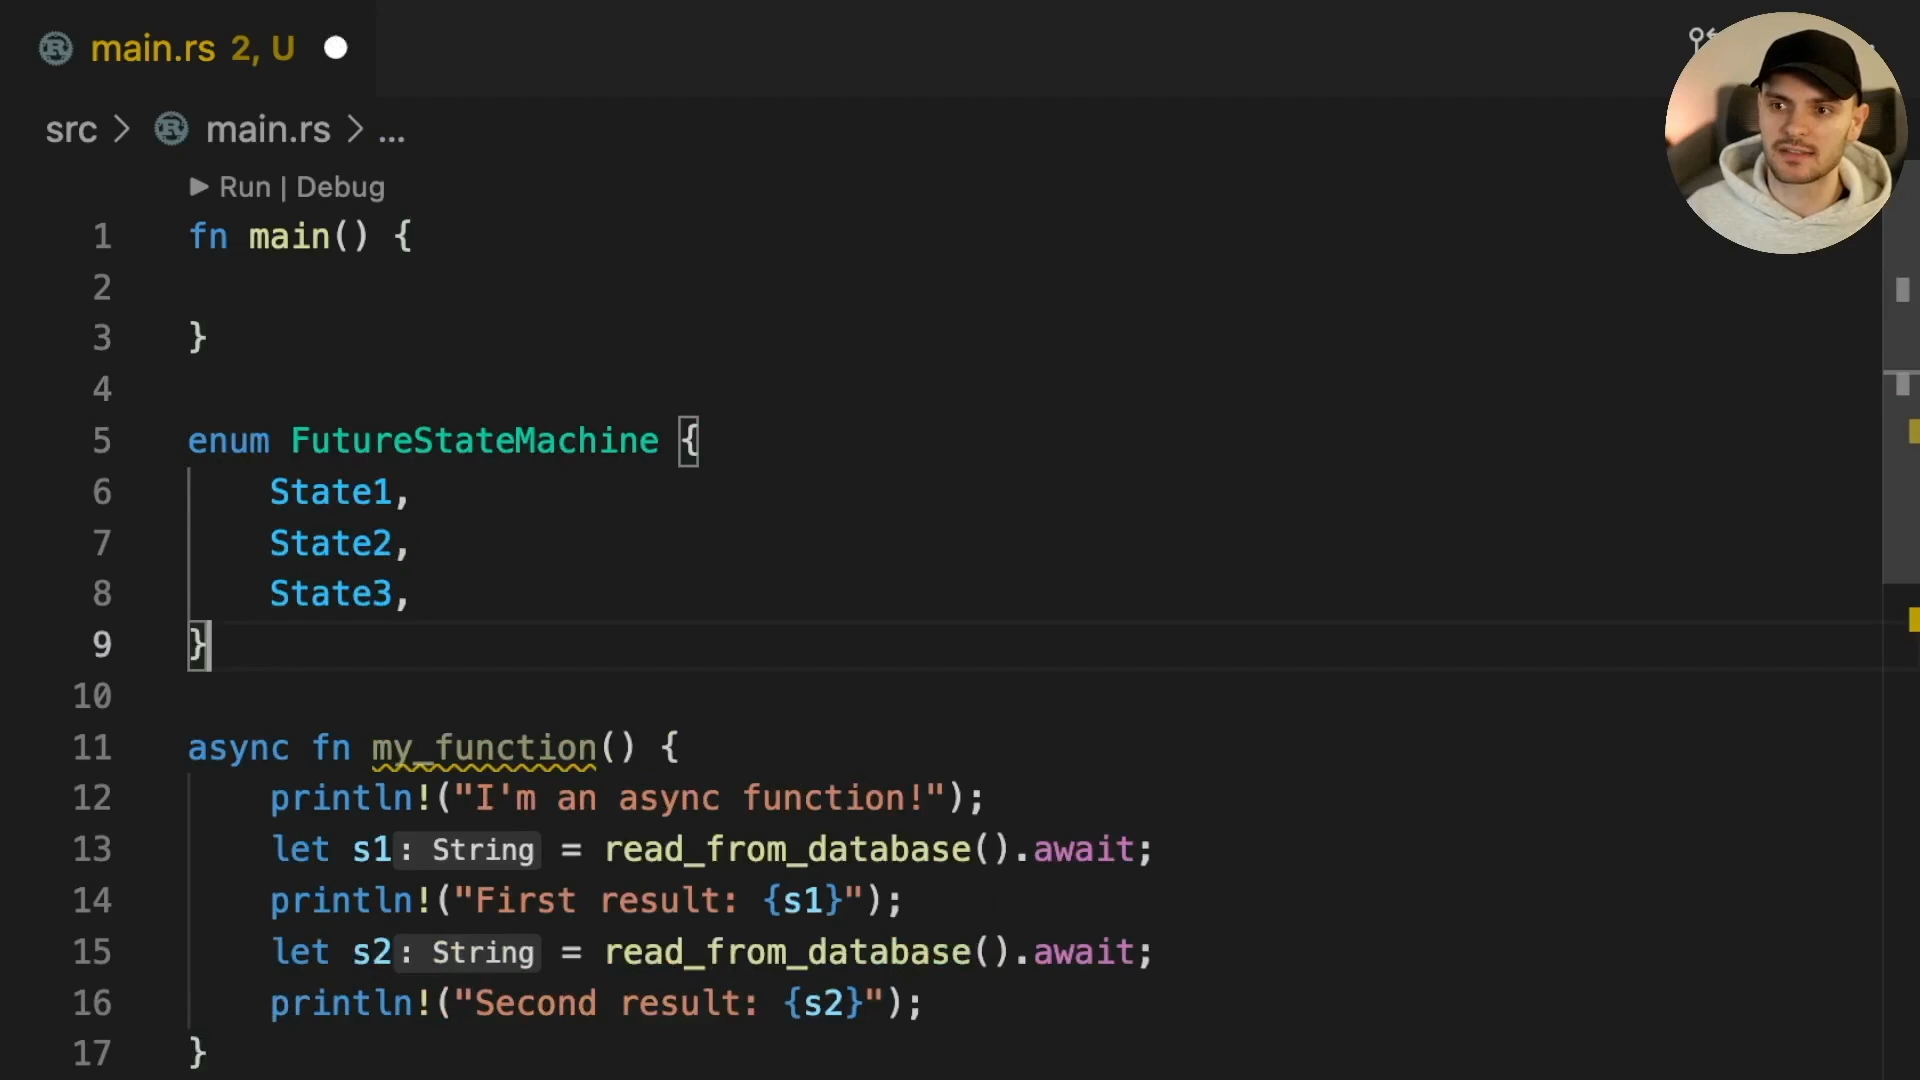 main.rs 2, U
src > main.rs > ...
Run | Debug
1 fn main() {
2
3 }
4
5 enum FutureStateMachine {
6 State1,
7 State2,
8 State3,
9 }
10
11 async fn my_function() {
12 println!("I'm an async function!");
13 let s1: String = read_from_database().await;
14 println!("First result: {s1}");
15 let s2: String = read_from_database().await;
16 println!("Second result: {s2}");
17 }